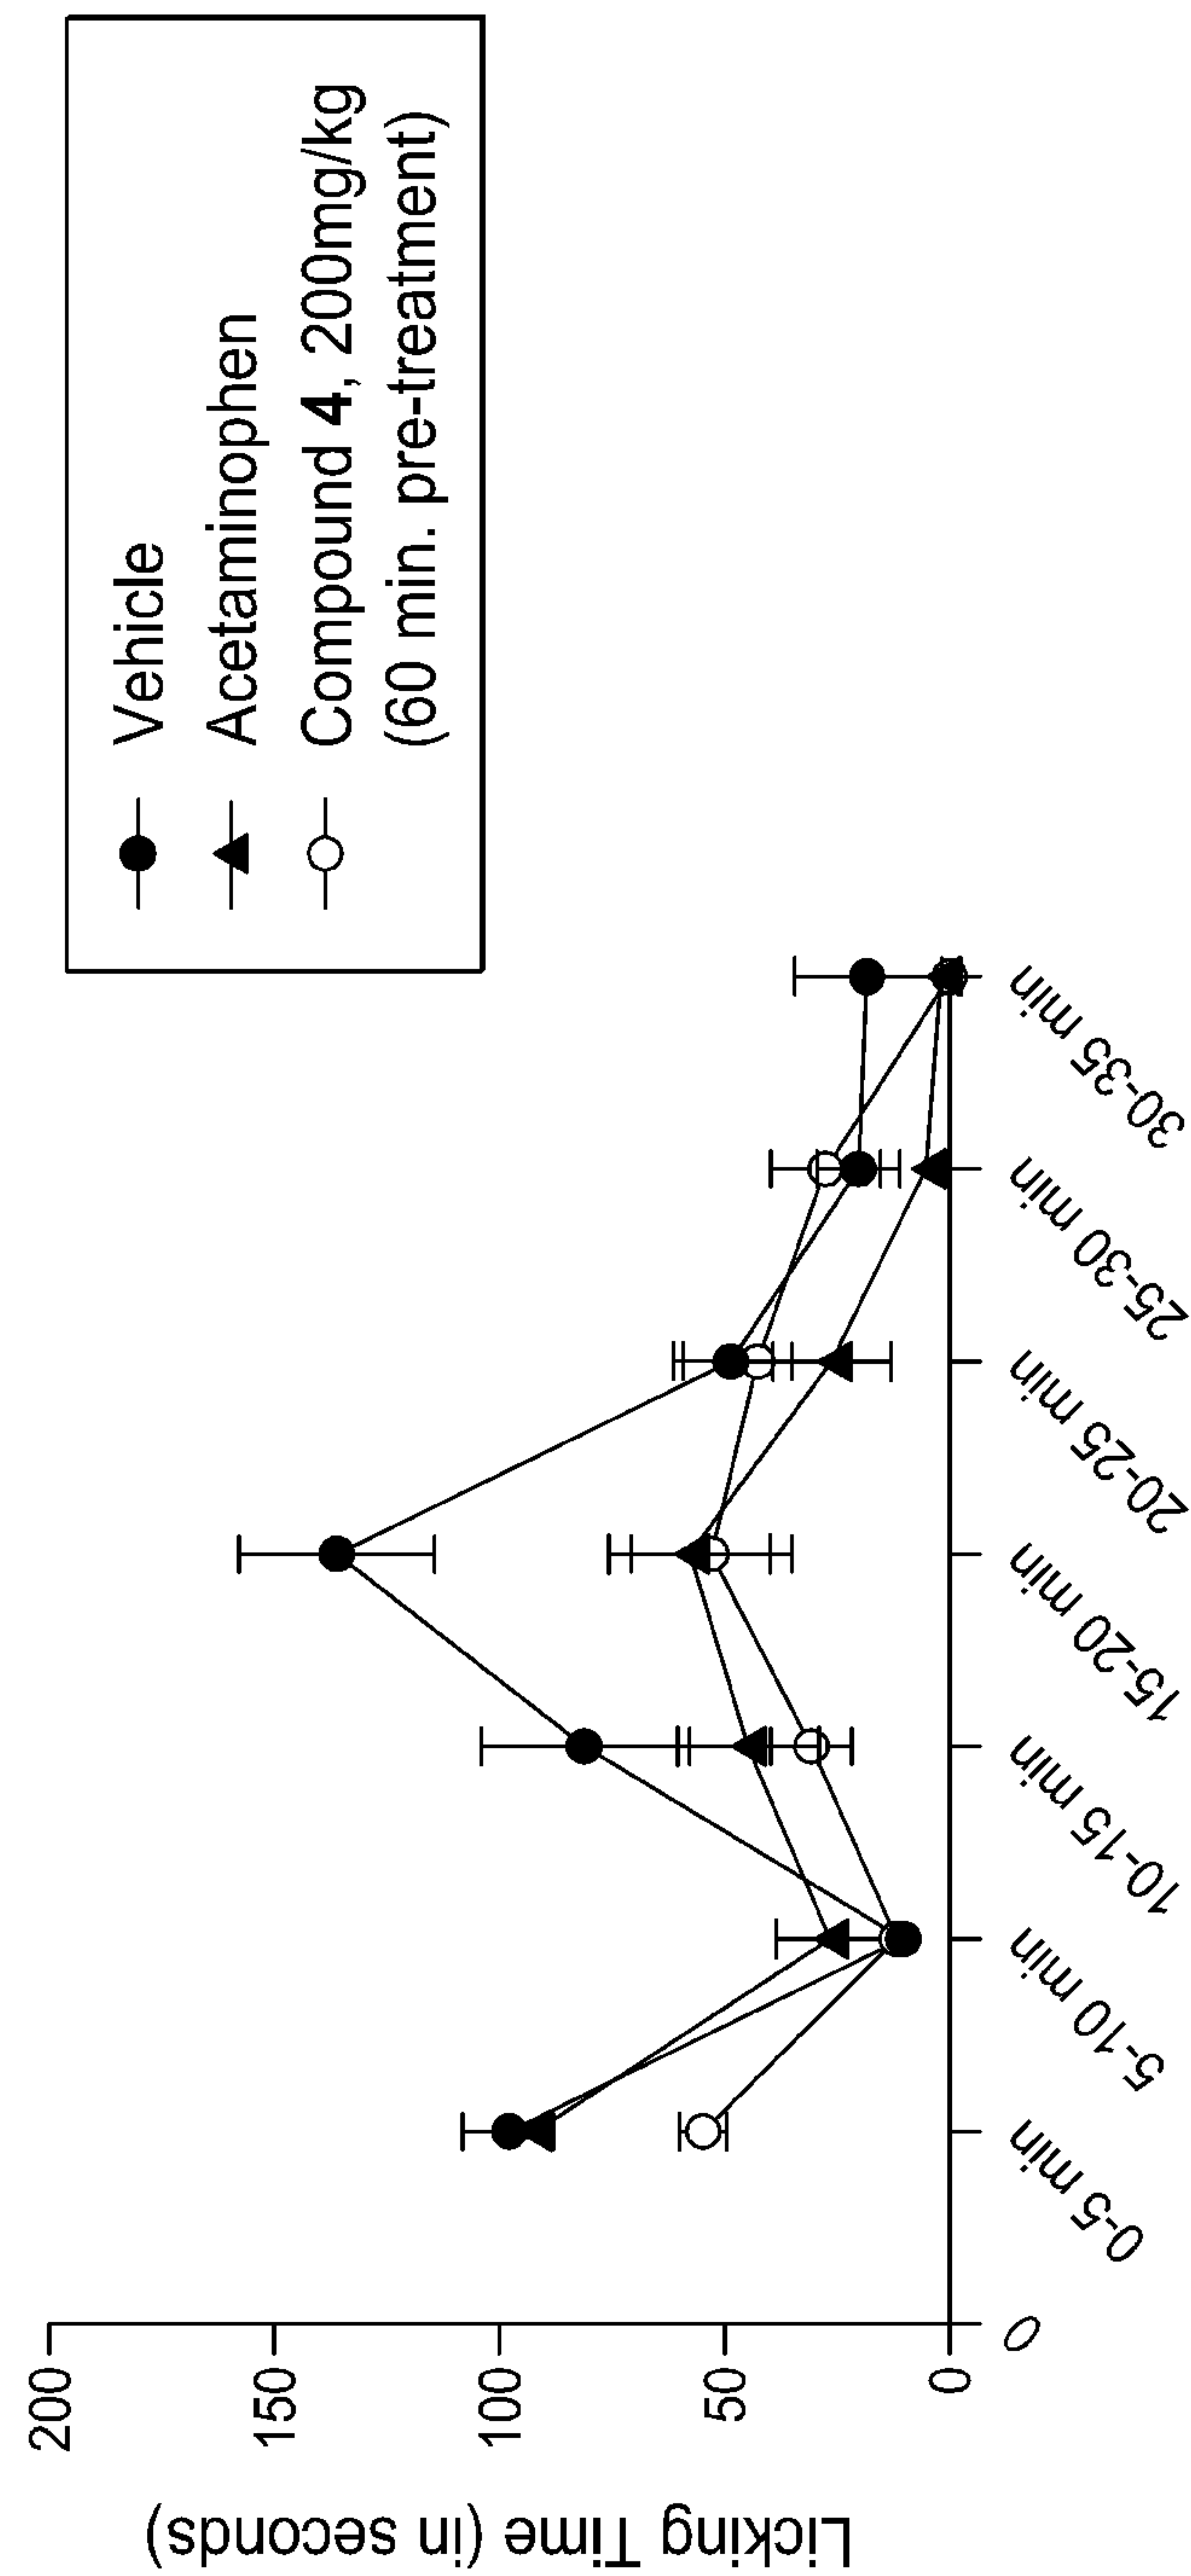 Vehicle
Acetaminophen
Compound 4, 200mg/kg
(60 min. pre-treatment)
Licking Time (in seconds)
200
150
100
50
0
0
0-5 min
5-10 min
10-15 min
15-20 min
20-25 min
25-30 min
30-35 min